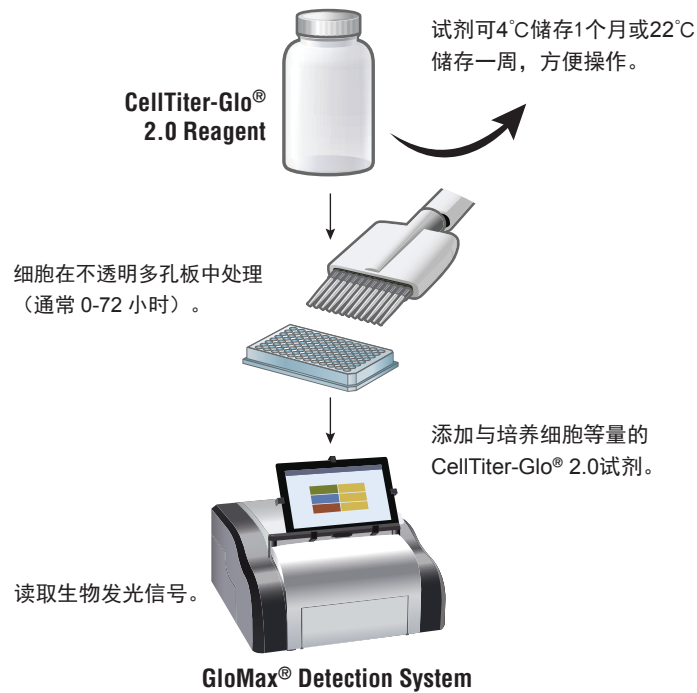 试剂可4℃储存1个月或22℃
储存一周，方便操作。
CellTiter-Glo®
2.0 Reagent
细胞在不透明多孔板中处理
（通常 0-72 小时）。
添加与培养细胞等量的
CellTiter-Glo® 2.0试剂。
读取生物发光信号。
GloMax® Detection System